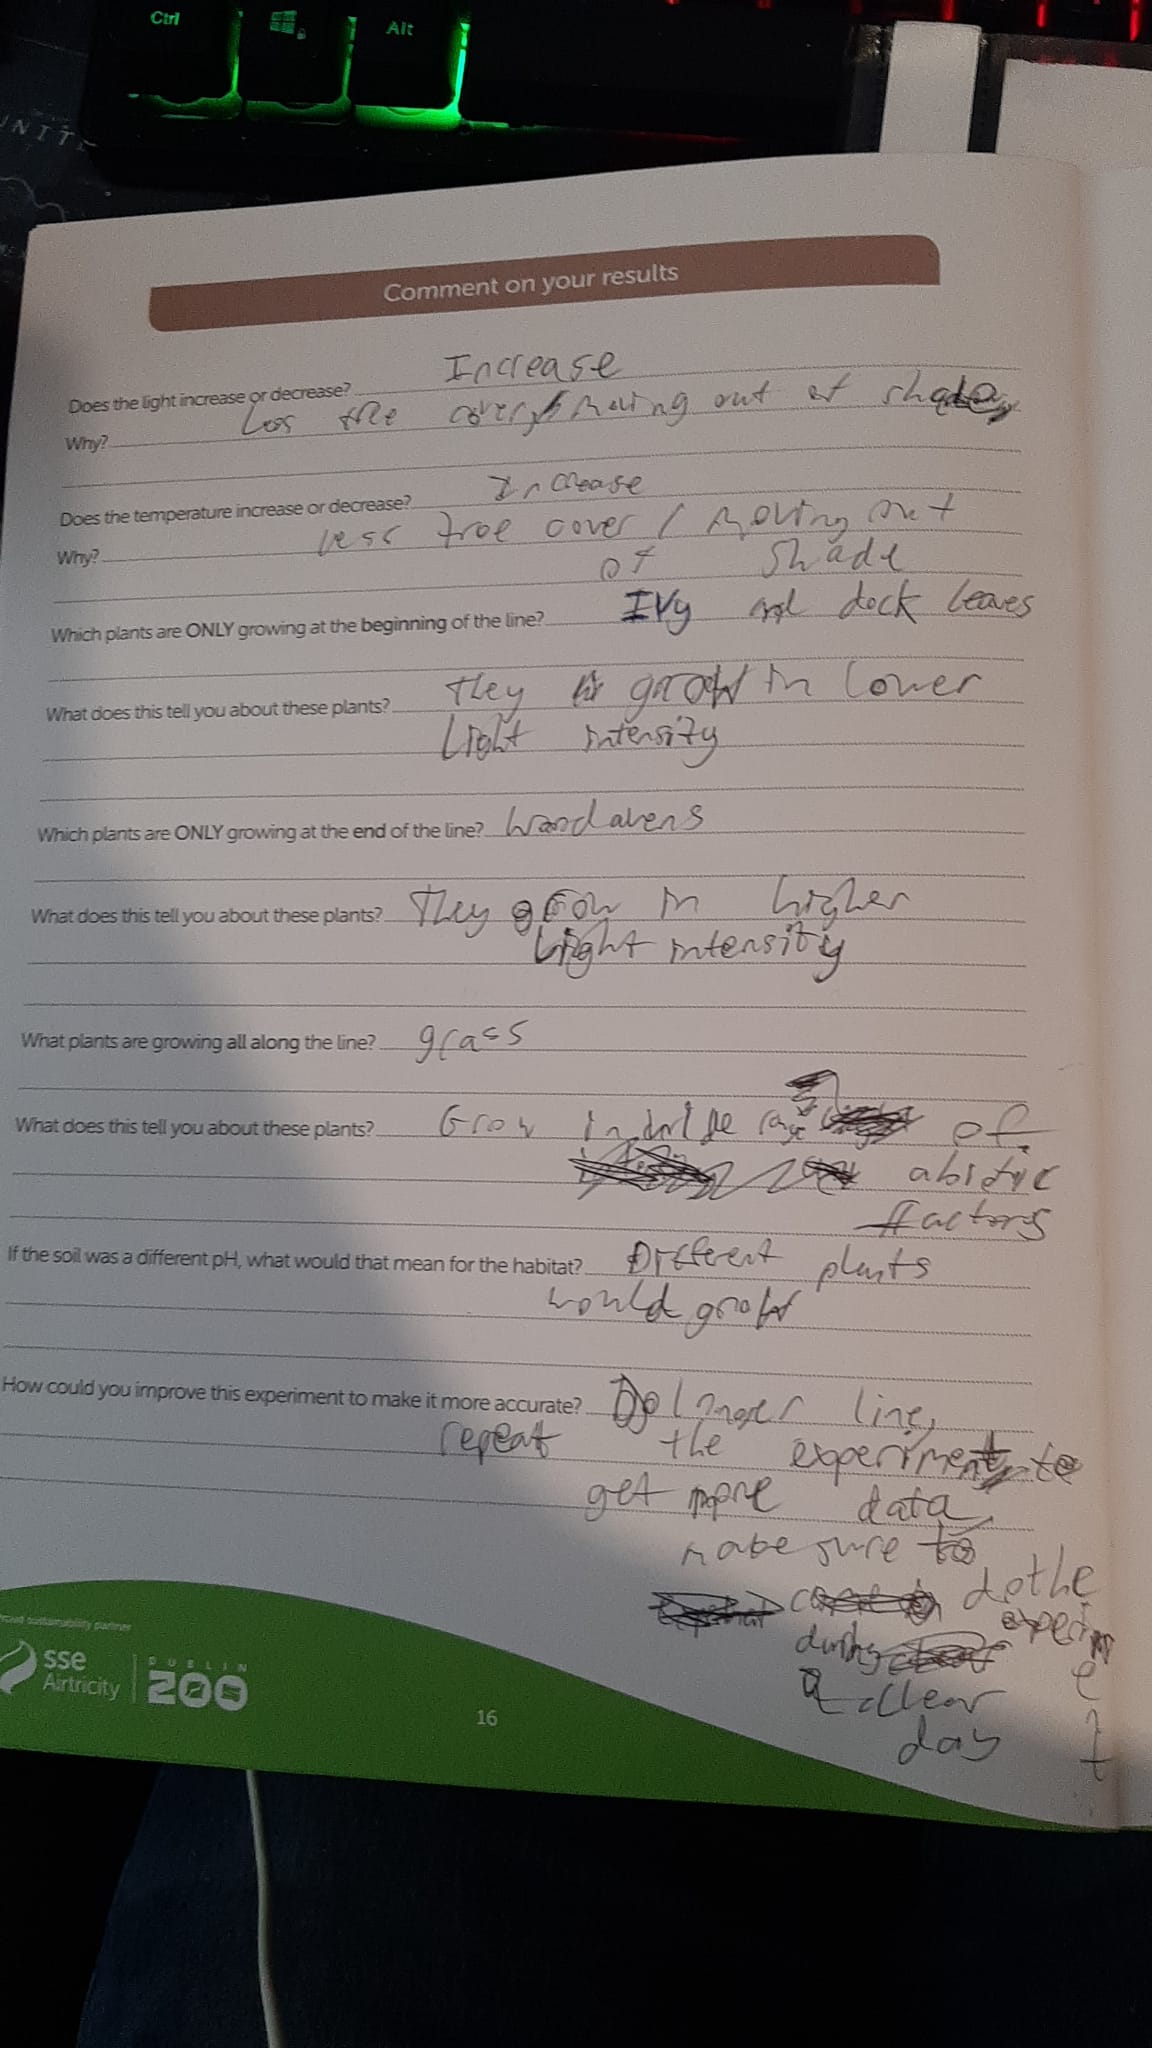 Ctrl
Alt
Comment on your results
Does the light increase or decrease? Increase
Why? Less tree cover / Moving out of shade
Does the temperature increase or decrease? Increase
Why? Less tree cover / Moving out
of shade
Which plants are ONLY growing at the beginning of the line? Ivy and dock leaves
What does this tell you about these plants? They grow in lower
Light intensity
Which plants are ONLY growing at the end of the line? Wood avens
What does this tell you about these plants? They grow in higher
Light intensity
What plants are growing all along the line? grass
What does this tell you about these plants? Grow in wide range of
abiotic
factors
If the soil was a different pH, what would that mean for the habitat? Different plants
would grow
How could you improve this experiment to make it more accurate? Do longer line,
repeat the experiment to
get more data,
make sure to
do the
experiment
during
a clear
day
sustainability partner
sse
Airtricity
DUBLIN
ZOO
16